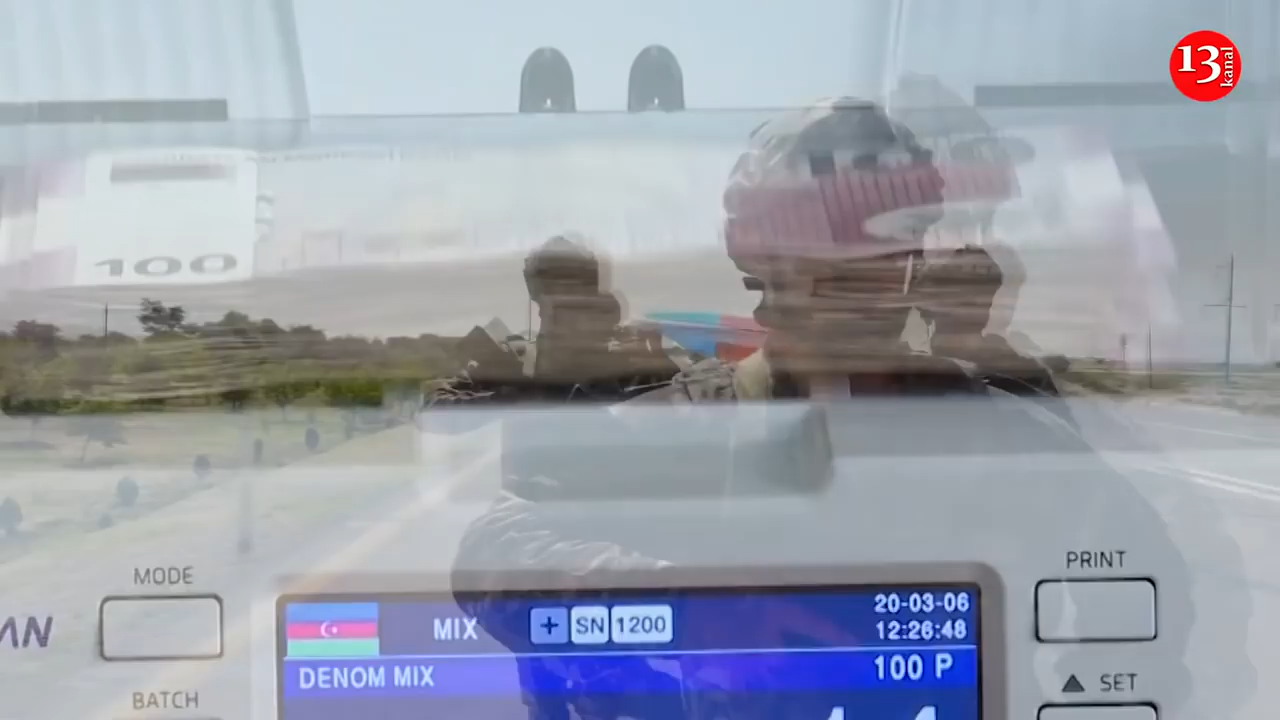 13
kanal
100
MODE
PRINT
MIX
+ SN 1200
20-03-06
12:26:48
DENOM MIX
100 P
BATCH
▲ SET